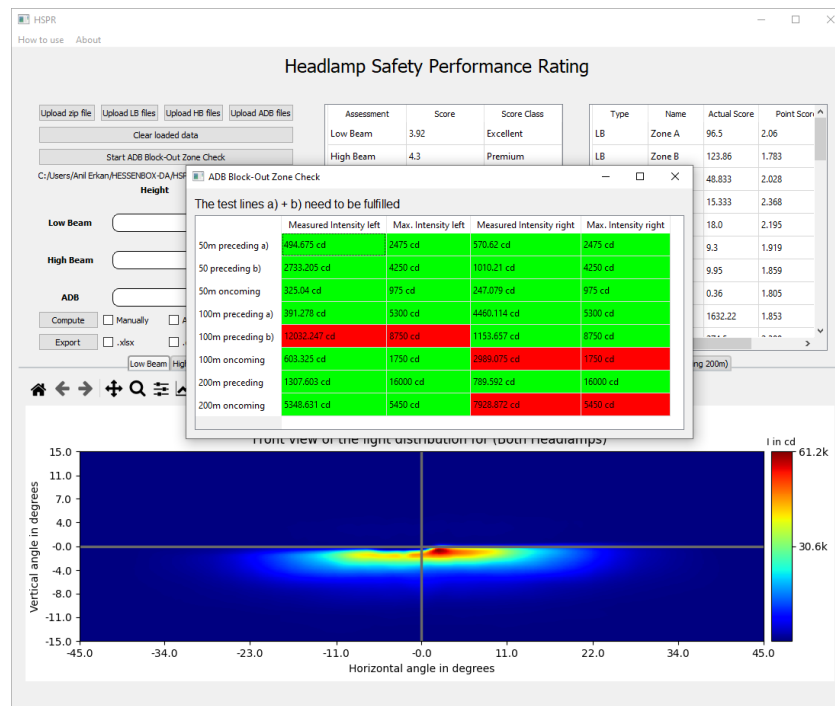 HSPR
How to use About
Headlamp Safety Performance Rating
Upload zip file Upload LB files Upload HB files Upload ADB files
Clear loaded data
Start ADB Block-Out Zone Check
C:/Users/Anil Erkan/HESSENBOX-DA/HSP
Height
Low Beam
High Beam
ADB
Compute Manually A
Export .xlsx
Assessment Score Score Class
Low Beam 3.92 Excellent
High Beam 4.3 Premium
Type Name Actual Score Point Scor
LB Zone A 96.5 2.06
LB Zone B 123.86 1.783
48.833 2.028
15.333 2.368
18.0 2.195
9.3 1.919
9.95 1.859
0.36 1.805
1632.22 1.853
ADB Block-Out Zone Check
The test lines a) + b) need to be fulfilled
Measured Intensity left Max. Intensity left Measured Intensity right Max. Intensity right
50m preceding a) 494.675 cd 2475 cd 570.62 cd 2475 cd
50 preceding b) 2733.205 cd 4250 cd 1010.21 cd 4250 cd
50m oncoming 325.04 cd 975 cd 247.079 cd 975 cd
100m preceding a) 391.278 cd 5300 cd 4460.114 cd 5300 cd
100m preceding b) 12032.247 cd 8750 cd 1153.657 cd 8750 cd
100m oncoming 603.325 cd 1750 cd 2989.075 cd 1750 cd
200m preceding 1307.603 cd 16000 cd 789.592 cd 16000 cd
200m oncoming 5348.631 cd 5450 cd 7928.872 cd 5450 cd
Low Beam Hig
ng 200m)
Front view of the light distribution for (Both Headlamps)
I in cd
61.2k
30.6k
Vertical angle in degrees
15.0
11.0
7.0
4.0
-0.0
-4.0
-8.0
-11.0
-15.0
-45.0 -34.0 -23.0 -11.0 -0.0 11.0 22.0 34.0 45.0
Horizontal angle in degrees